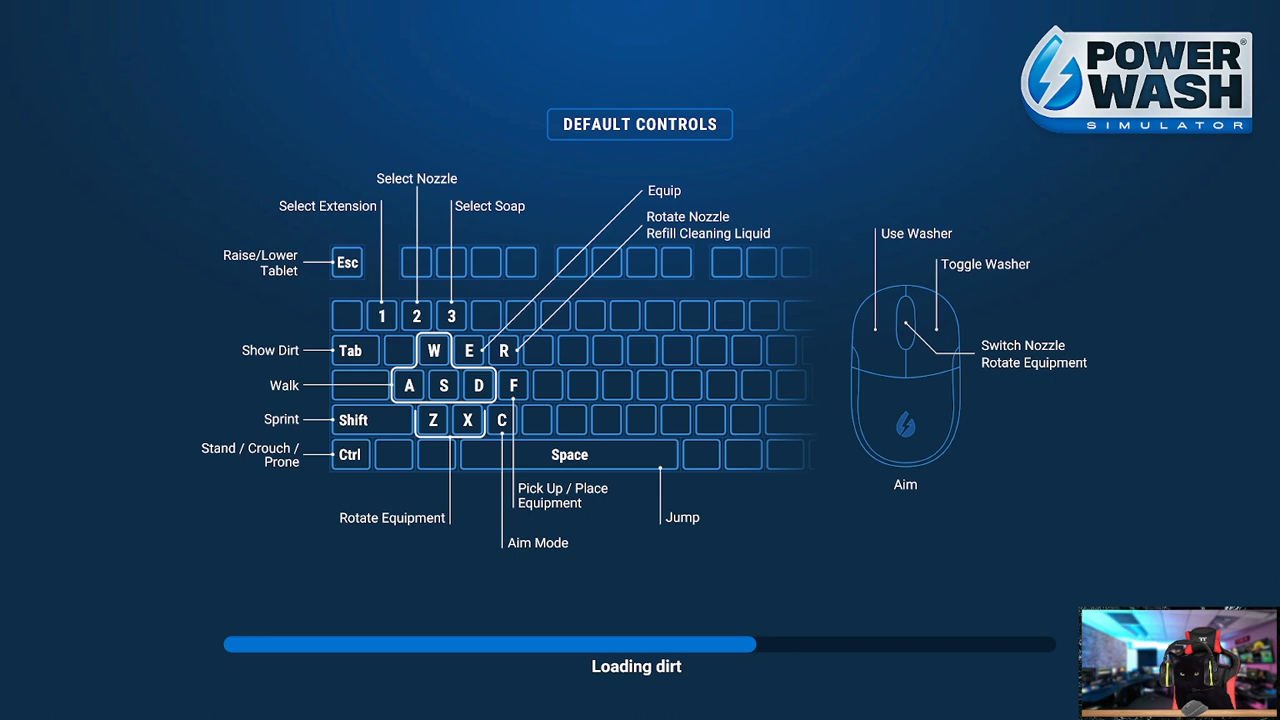 POWER
WASH
SIMULATOR
DEFAULT CONTROLS
Select Nozzle
Select Extension
Select Soap
Equip
Rotate Nozzle
Refill Cleaning Liquid
Raise/Lower
Tablet
Esc
Use Washer
Toggle Washer
1 2 3
Show Dirt
Tab W E R
Switch Nozzle
Rotate Equipment
Walk
A S D F
Sprint
Shift Z X C
Stand / Crouch /
Prone
Ctrl Space
Aim
Pick Up / Place
Equipment
Rotate Equipment
Jump
Aim Mode
Loading dirt